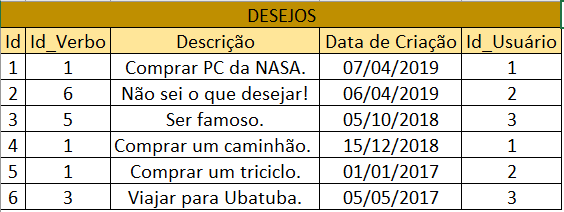 DESEJOS
Id Id_Verbo Descrição Data de Criação Id_Usuário
1 1 Comprar PC da NASA. 07/04/2019 1
2 6 Não sei o que desejar! 06/04/2019 2
3 5 Ser famoso. 05/10/2018 3
4 1 Comprar um caminhão. 15/12/2018 1
5 1 Comprar um triciclo. 01/01/2017 2
6 3 Viajar para Ubatuba. 05/05/2017 3